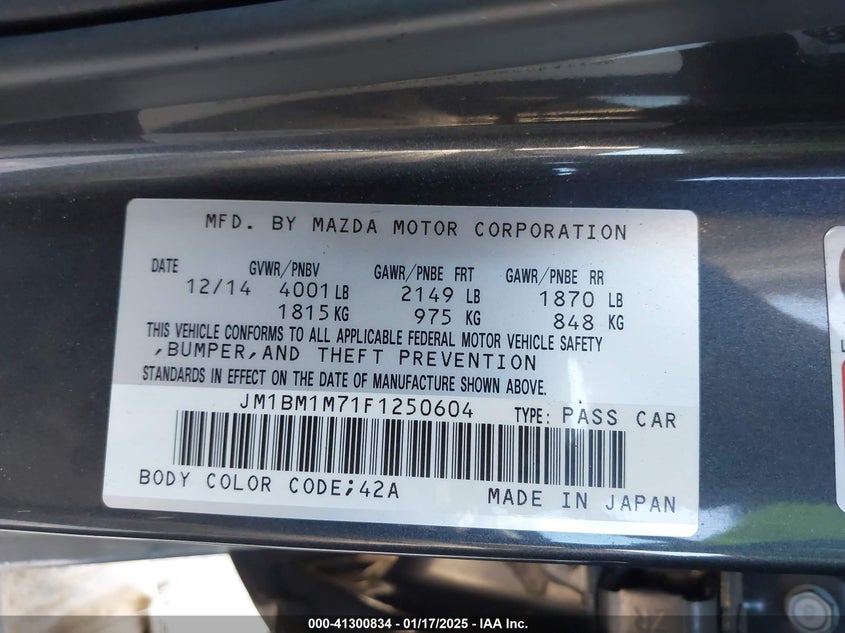 MFD. BY MAZDA MOTOR CORPORATION
DATE GVWR/PNBV GAWR/PNBE FRT GAWR/PNBE RR
12/14 4001 LB 2149 LB 1870 LB
1815 KG 975 KG 848 KG
THIS VEHICLE CONFORMS TO ALL APPLICABLE FEDERAL MOTOR VEHICLE SAFETY
,BUMPER,AND THEFT PREVENTION
STANDARDS IN EFFECT ON THE DATE OF MANUFACTURE SHOWN ABOVE.
JM1BM1M71F1250604 TYPE: PASS CAR
BODY COLOR CODE;42A MADE IN JAPAN
000-41300834 - 01/17/2025 - IAA Inc.